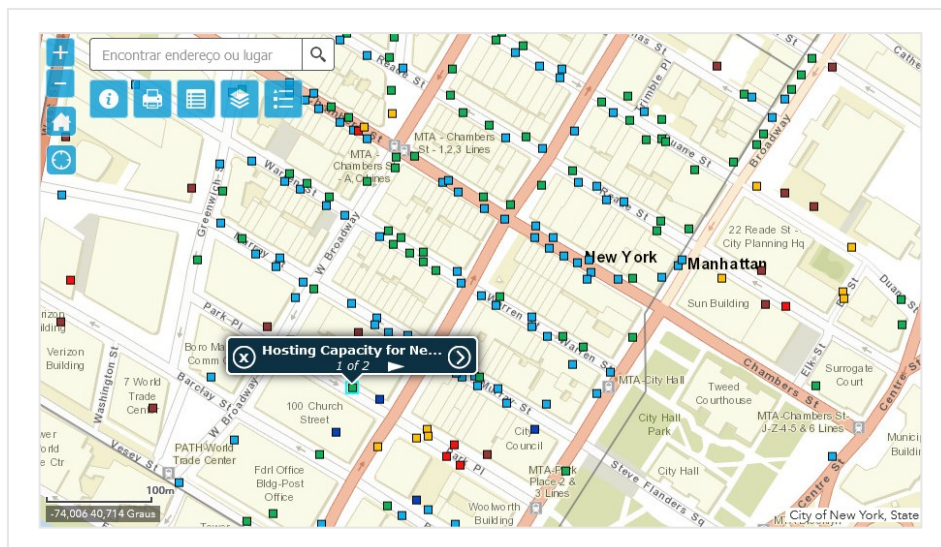 Encontrar endereço ou lugar
Reade St
Trimble Pl
Duane St
Broadway
MTA - Chambers
St - 1,2,3 Lines
MTA -
Warren St
Greenwich St
W Broadway
Murray St
Reade St
22 Reade St -
City Planning Hq
New York
Manhattan
Sun Building
Duane St
Elk St
Park Pl
Verizon
Building
Washington St
Boro Ma
Comm C
Hosting Capacity for Ne...
1 of 2
Warren St
Warren St
Chambers St
Surrogate
Court
7 World
Trade
Barclay St
W Broadway
100 Church
Street
Murray St
MTA-City Hall
Tweed
Courthouse
City Hall
Park
MTA-Chambers St-
J-Z-4-5 & 6 Lines
Centre St
City
Council
PATH-World
Trade Center
Vesey St
Fdrl Office
Bldg-Post
Office
Park Pl
MTA-Park
Place 2 &
3 Lines
Steve Flanders Sq
City Hall
Centre St
Woolworth
Building
100m
-74,006 40,714 Graus
City of New York, State